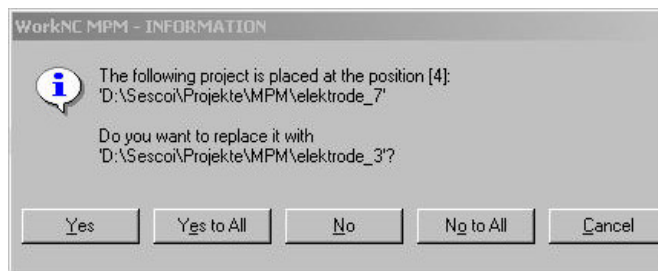 WorkNC MPM - INFORMATION
The following project is placed at the position [4]:
'D:\Sescoi\Projekte\MPM\elektrode_7'
Do you want to replace it with
'D:\Sescoi\Projekte\MPM\elektrode_3'?
Yes
Yes to All
No
No to All
Cancel